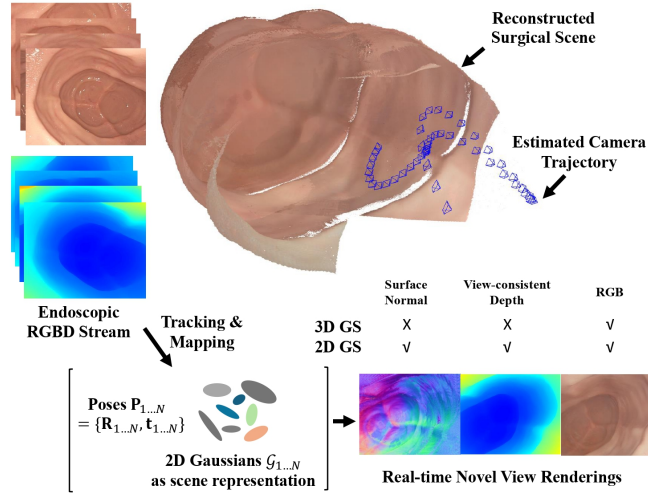 Reconstructed
Surgical Scene
Estimated Camera
Trajectory
Endoscopic
RGBD Stream
Tracking &
Mapping
Surface
Normal
View-consistent
Depth
RGB
3D GS X X √
2D GS √ √ √
Poses P₁…N
= {R₁…N, t₁…N}
2D Gaussians 𝒢₁…N
as scene representation
Real-time Novel View Renderings